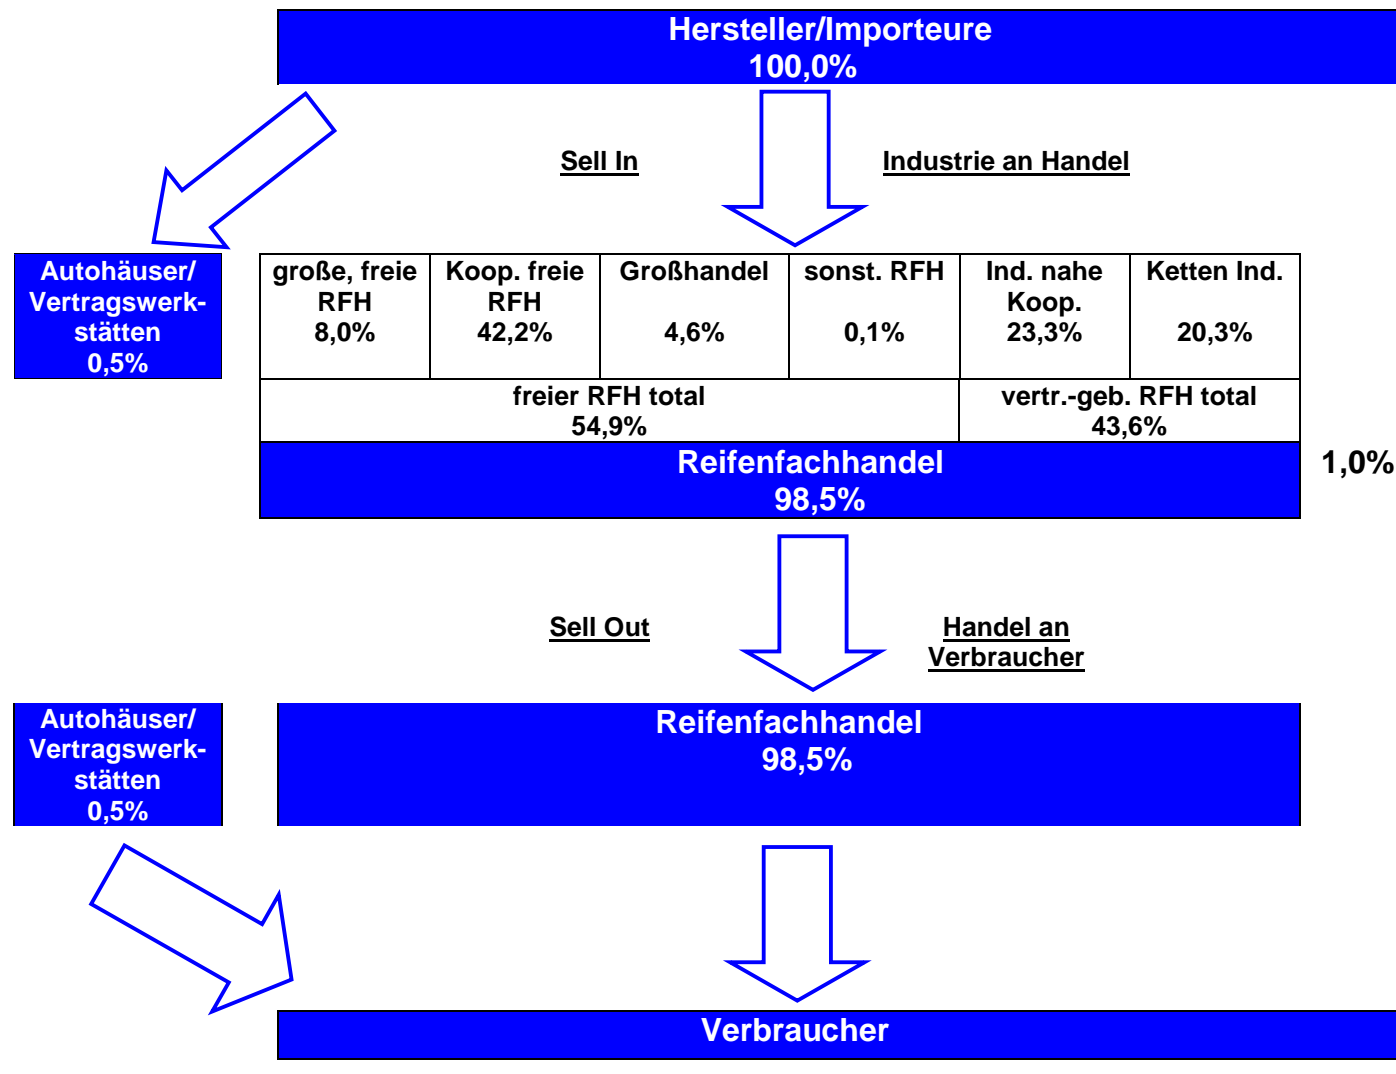 Hersteller/Importeure
100,0%
Sell In
Industrie an Handel
Autohäuser/
Vertragswerk-
stätten
0,5%
große, freie
RFH
8,0%
Koop. freie
RFH
42,2%
Großhandel
4,6%
sonst. RFH
0,1%
Ind. nahe
Koop.
23,3%
Ketten Ind.
20,3%
freier RFH total
54,9%
vertr.-geb. RFH total
43,6%
Reifenfachhandel
98,5%
1,0%
Sell Out
Handel an
Verbraucher
Autohäuser/
Vertragswerk-
stätten
0,5%
Reifenfachhandel
98,5%
Verbraucher